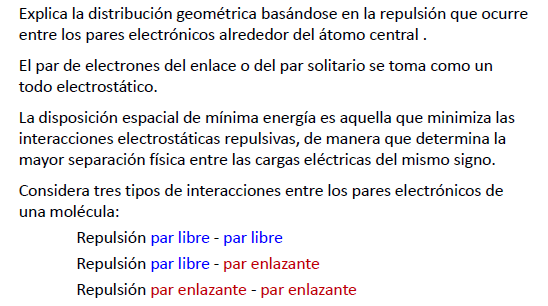 Explica la distribución geométrica basándose en la repulsión que ocurre
entre los pares electrónicos alrededor del átomo central .
El par de electrones del enlace o del par solitario se toma como un
todo electrostático.
La disposición espacial de mínima energía es aquella que minimiza las
interacciones electrostáticas repulsivas, de manera que determina la
mayor separación física entre las cargas eléctricas del mismo signo.
Considera tres tipos de interacciones entre los pares electrónicos de
una molécula:
Repulsión par libre - par libre
Repulsión par libre - par enlazante
Repulsión par enlazante - par enlazante